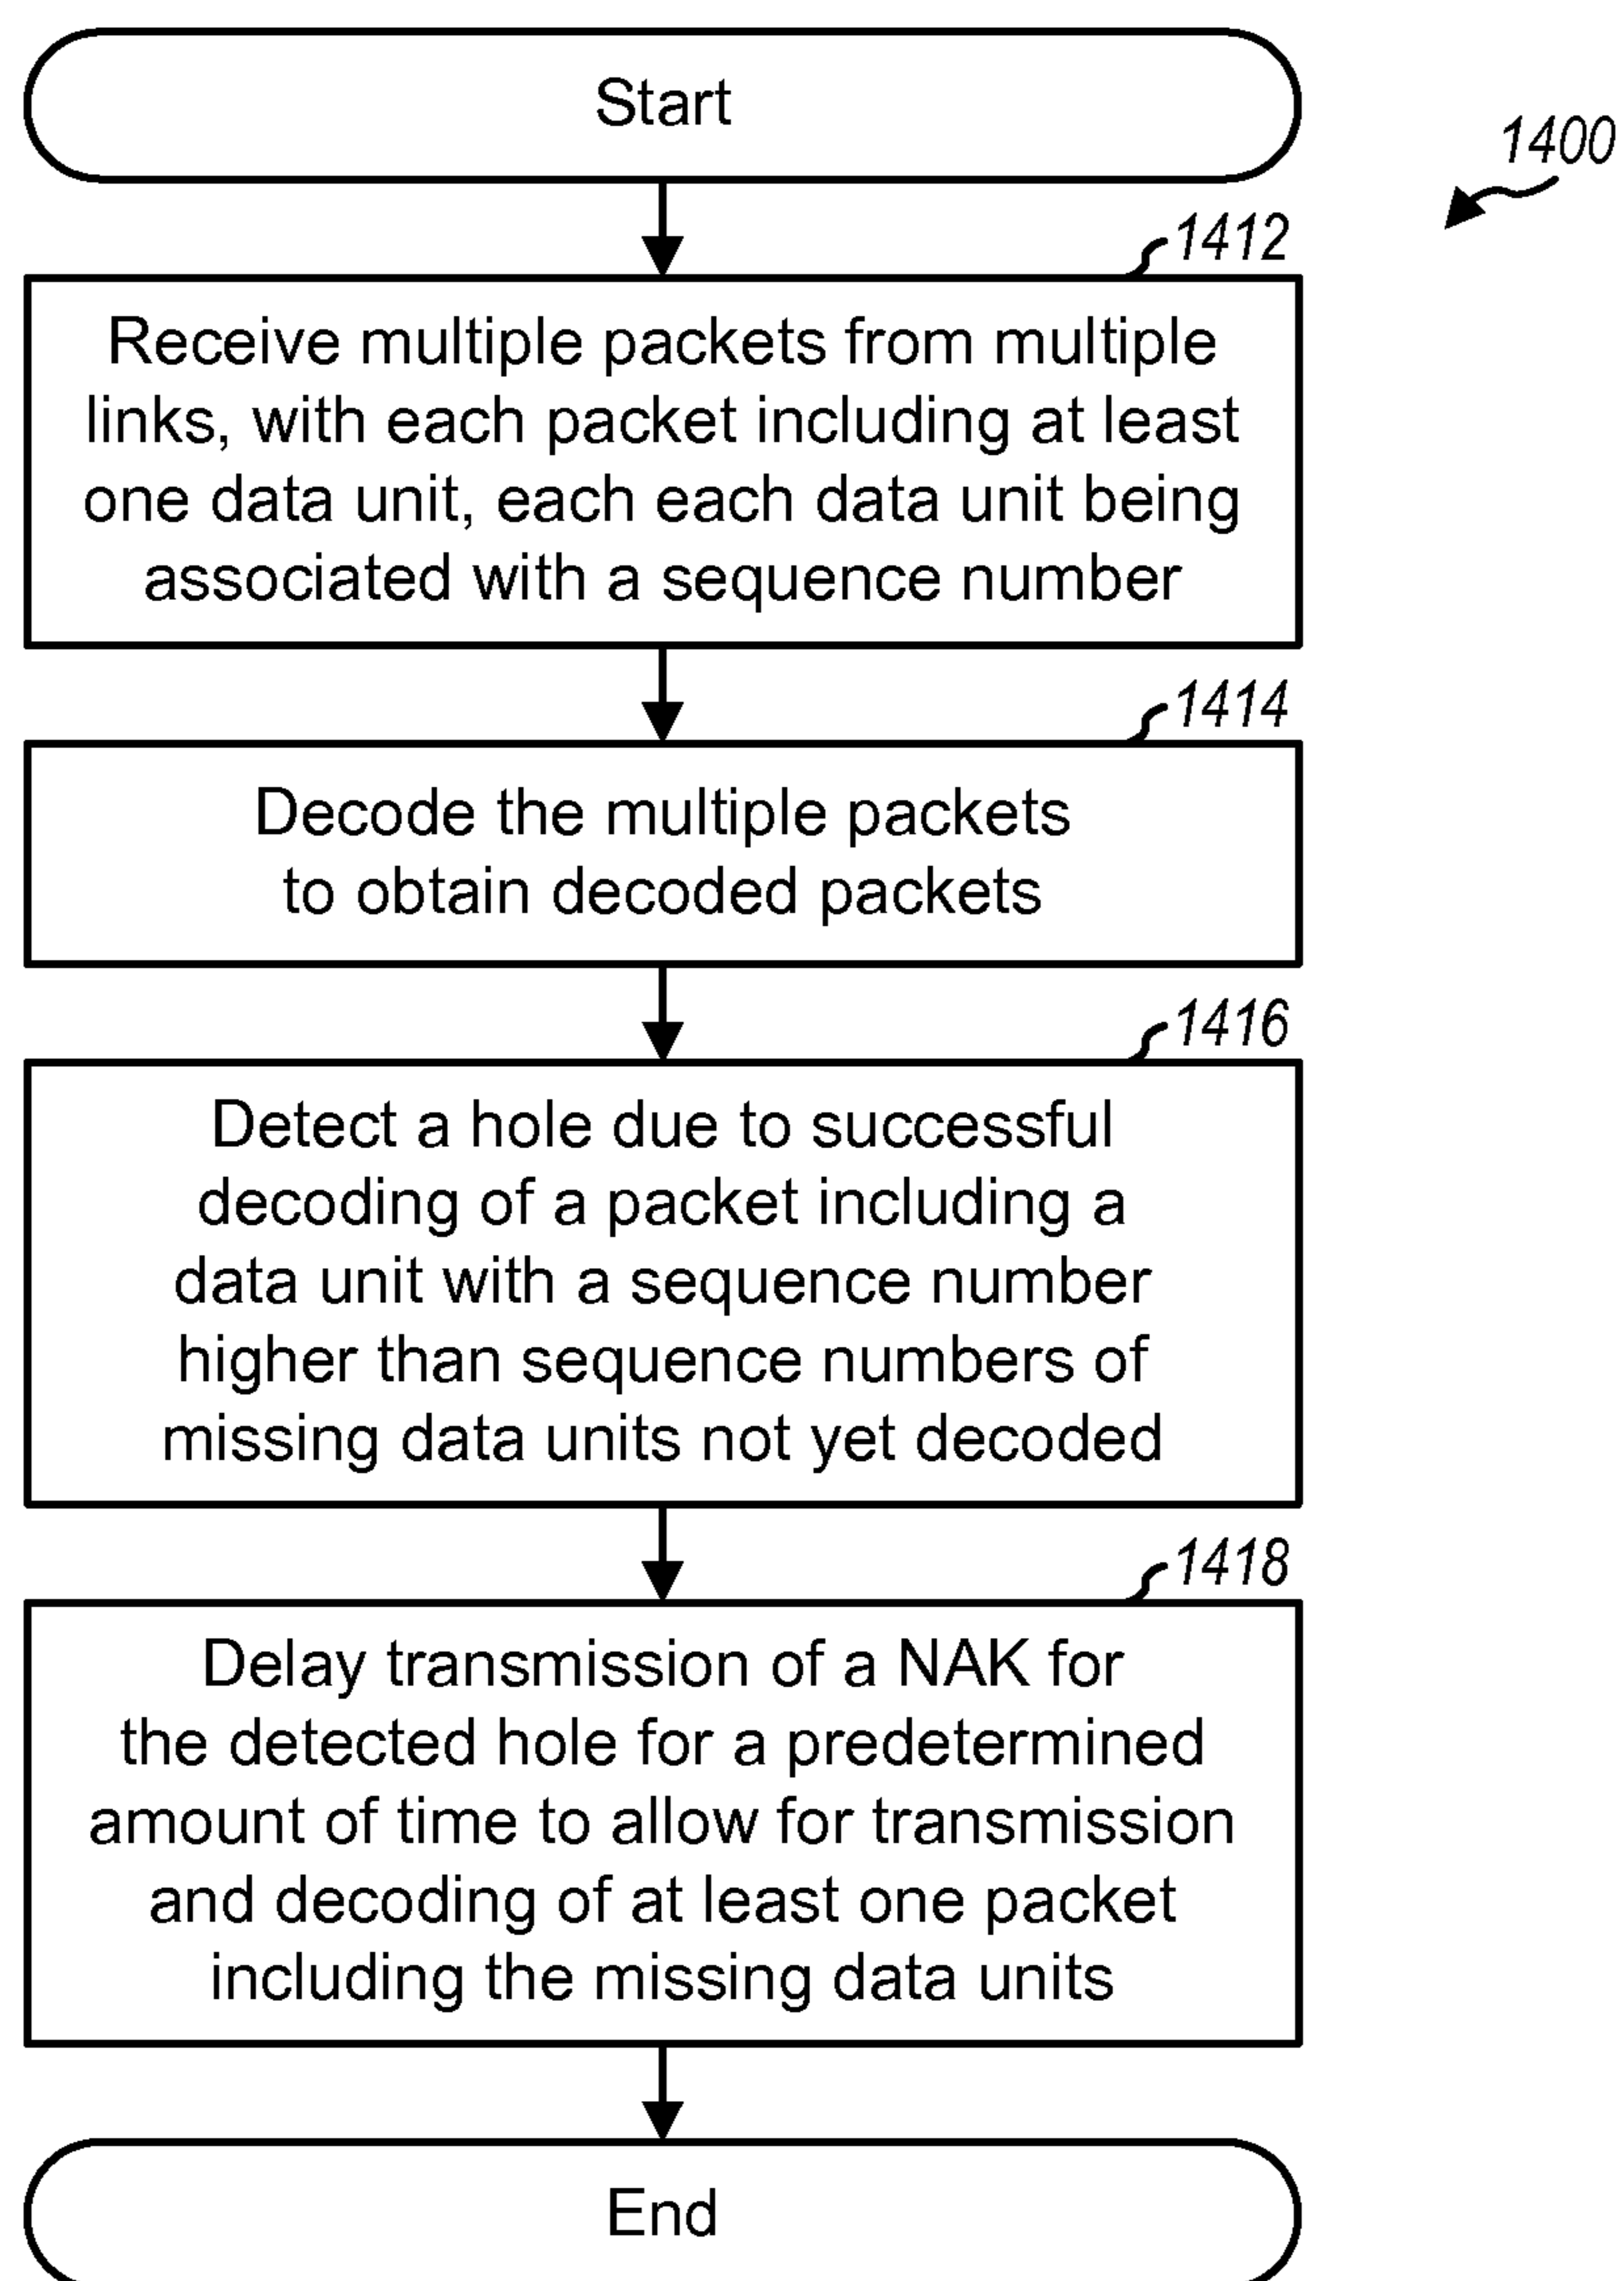 Start
1400
1412
Receive multiple packets from multiple
links, with each packet including at least
one data unit, each each data unit being
associated with a sequence number
1414
Decode the multiple packets
to obtain decoded packets
1416
Detect a hole due to successful
decoding of a packet including a
data unit with a sequence number
higher than sequence numbers of
missing data units not yet decoded
1418
Delay transmission of a NAK for
the detected hole for a predetermined
amount of time to allow for transmission
and decoding of at least one packet
including the missing data units
End